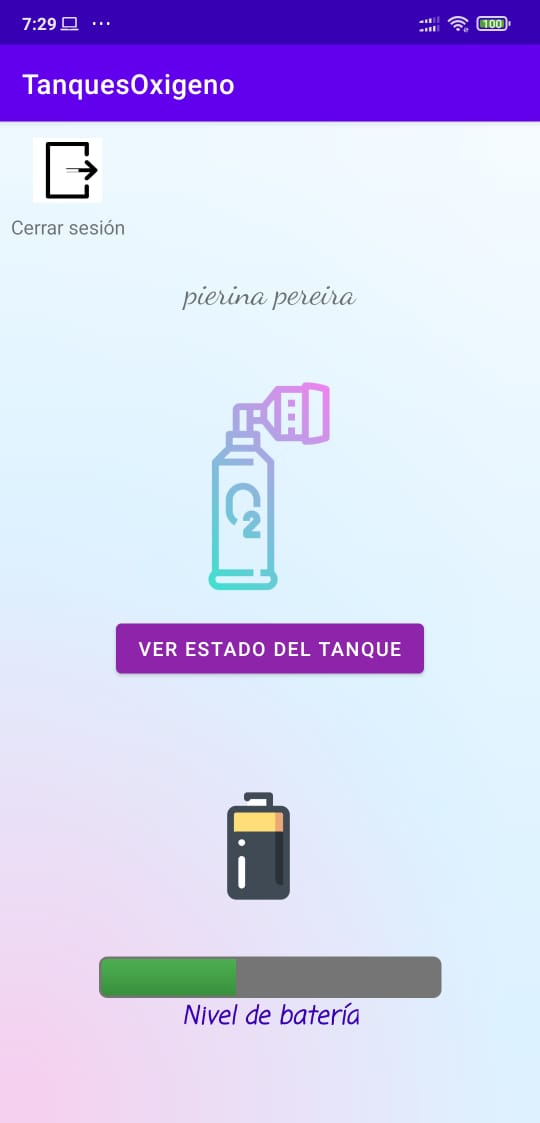 7:29
100
TanquesOxigeno
Cerrar sesión
pierina pereira
O2
VER ESTADO DEL TANQUE
Nivel de batería